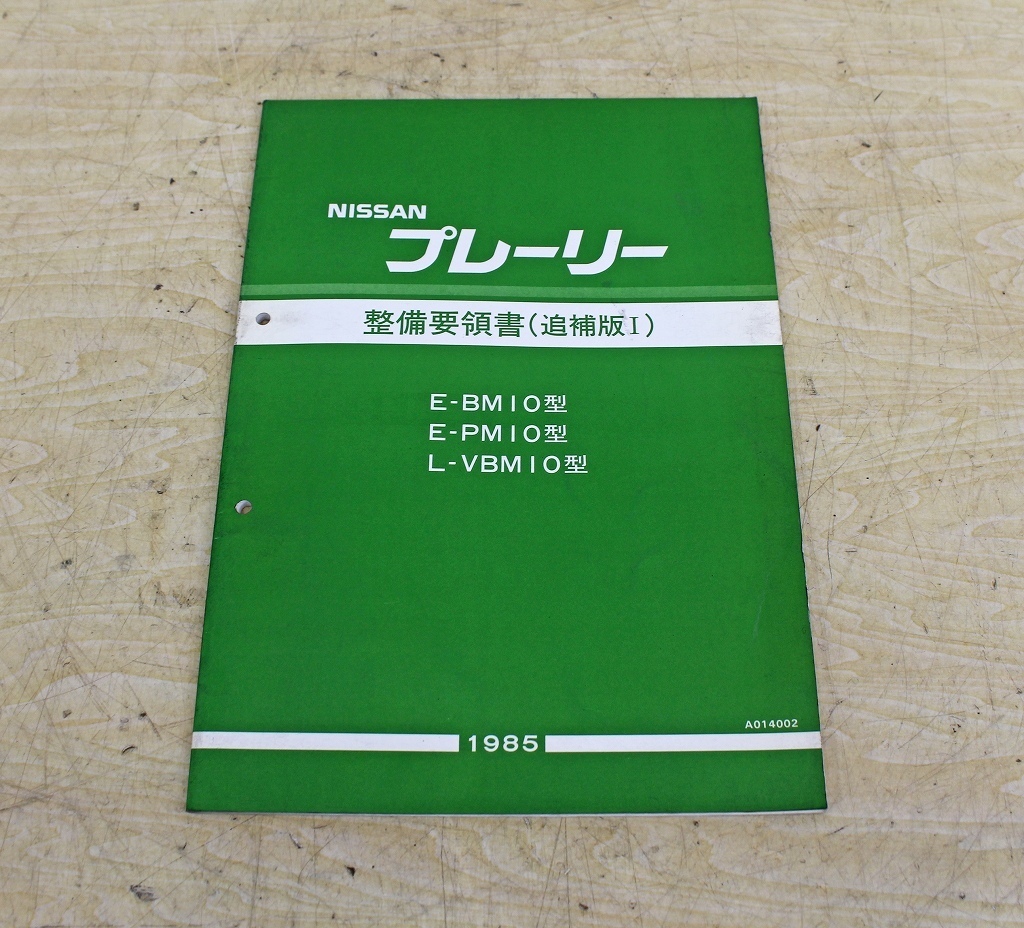 NISSAN
プレーリー
整備要領書(追補版I)
E-BM10型
E-PM10型
L-VBM10型
A014002
1985